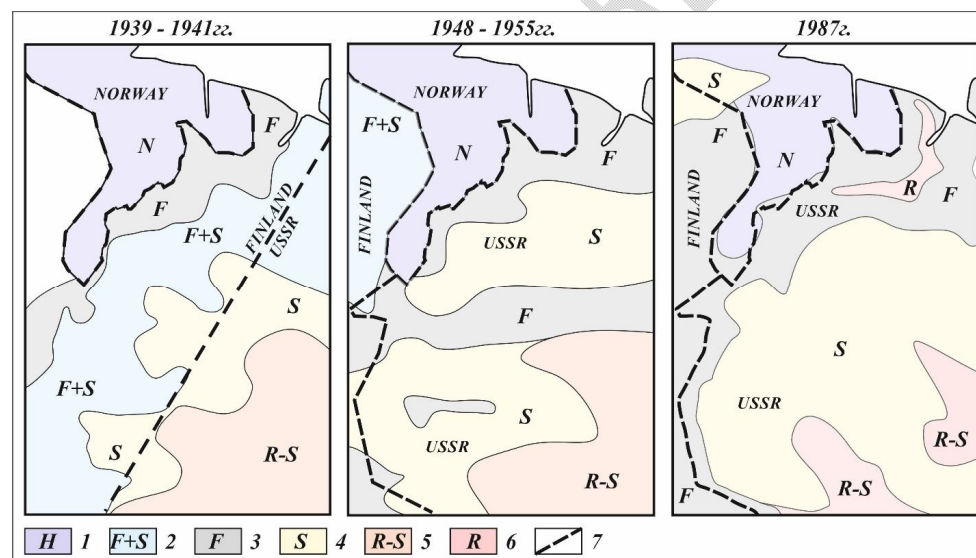 1939 - 1941гг.
NORWAY
N
F
F
F+S
FINLAND
USSR
S
F+S
S
R-S
1948 - 1955гг.
NORWAY
F+S
N
F
FINLAND
USSR
S
F
S
USSR
R-S
1987г.
S
NORWAY
F
N
R
F
FINLAND
USSR
S
USSR
R-S
R-S
F
H 1 F+S 2 F 3 S 4 R-S 5 R 6 7